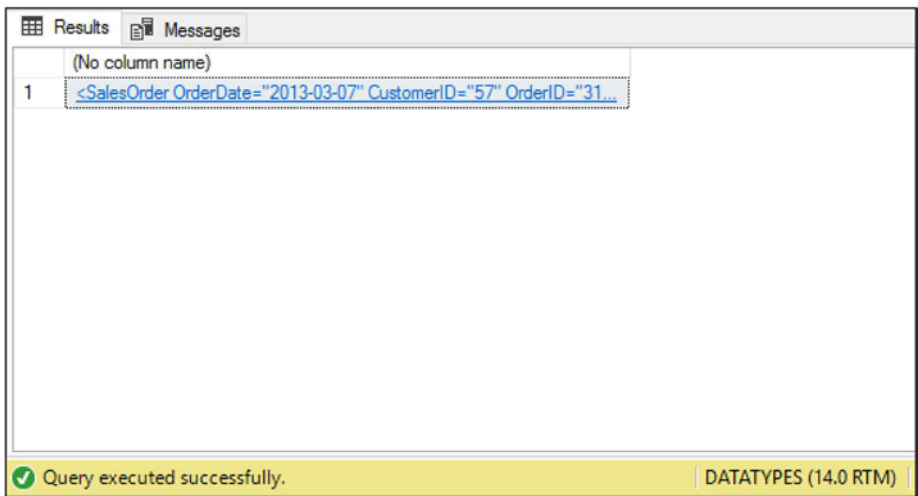 Results Messages
(No column name)
1 <SalesOrder OrderDate="2013-03-07" CustomerID="57" OrderID="31...
Query executed successfully. DATATYPES (14.0 RTM)